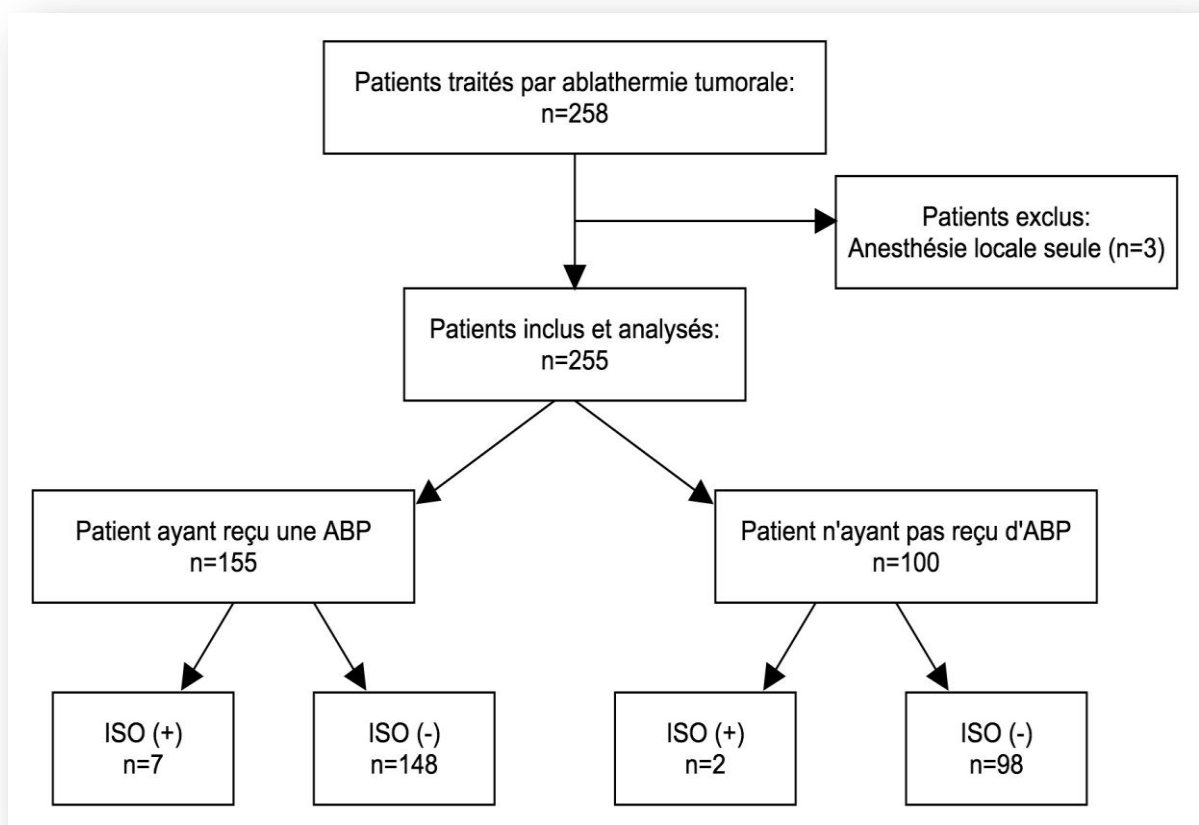 Patients traités par ablathermie tumorale:
n=258
Patients exclus:
Anesthésie locale seule (n=3)
Patients inclus et analysés:
n=255
Patient ayant reçu une ABP
n=155
Patient n'ayant pas reçu d'ABP
n=100
ISO (+)
n=7
ISO (-)
n=148
ISO (+)
n=2
ISO (-)
n=98